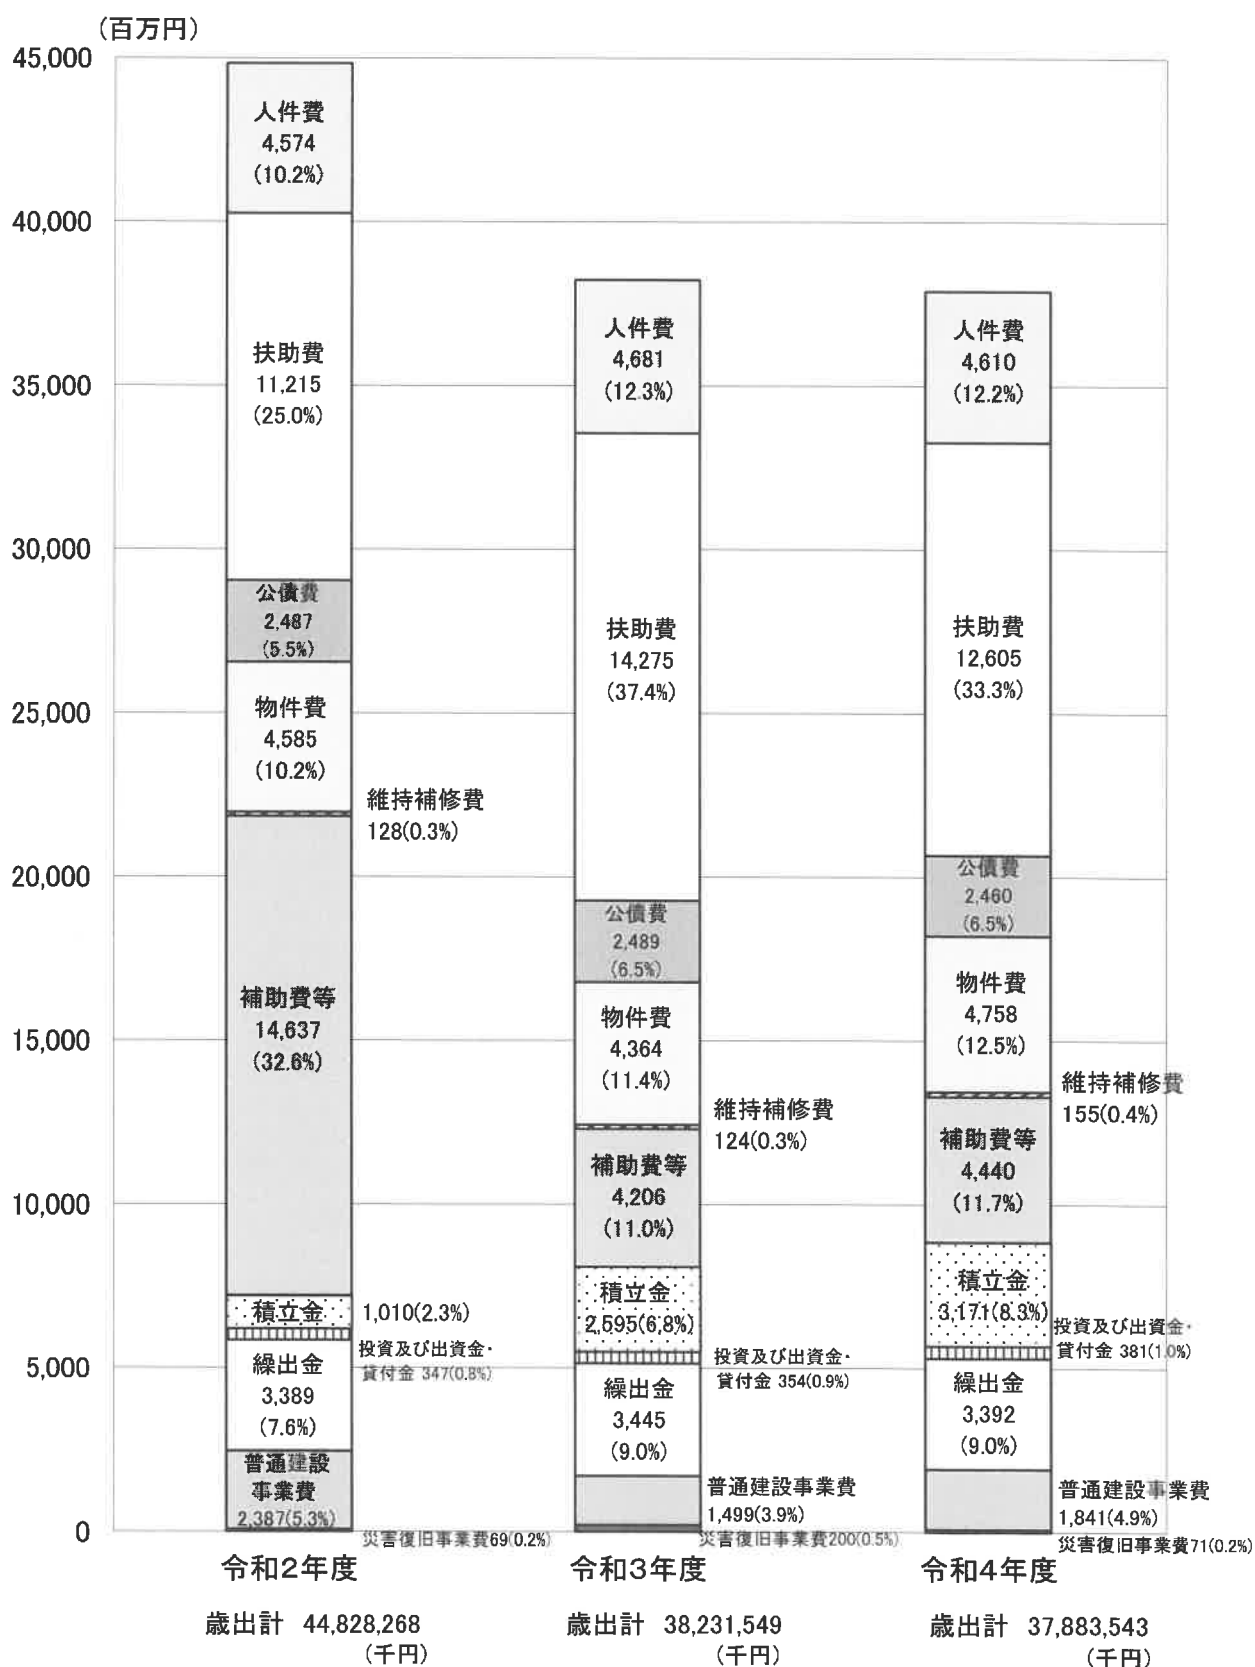 (百万円)
45,000
40,000
35,000
30,000
25,000
20,000
15,000
10,000
5,000
0
人件費
4,574
(10.2%)
扶助費
11,215
(25.0%)
公債費
2,487
(5.5%)
物件費
4,585
(10.2%)
維持補修費
128(0.3%)
補助費等
14,637
(32.6%)
積立金
1,010(2.3%)
投資及び出資金・
貸付金 347(0.8%)
繰出金
3,389
(7.6%)
普通建設
事業費
2,387(5.3%)
災害復旧事業費69(0.2%)
令和2年度
歳出計 44,828,268
(千円)
人件費
4,681
(12.3%)
扶助費
14,275
(37.4%)
公債費
2,489
(6.5%)
物件費
4,364
(11.4%)
維持補修費
124(0.3%)
補助費等
4,206
(11.0%)
積立金
2,595(6.8%)
投資及び出資金・
貸付金 354(0.9%)
繰出金
3,445
(9.0%)
普通建設事業費
1,499(3.9%)
災害復旧事業費200(0.5%)
令和3年度
歳出計 38,231,549
(千円)
人件費
4,610
(12.2%)
扶助費
12,605
(33.3%)
公債費
2,460
(6.5%)
物件費
4,758
(12.5%)
維持補修費
155(0.4%)
補助費等
4,440
(11.7%)
積立金
3,171(8.3%)
投資及び出資金・
貸付金 381(1.0%)
繰出金
3,392
(9.0%)
普通建設事業費
1,841(4.9%)
災害復旧事業費71(0.2%)
令和4年度
歳出計 37,883,543
(千円)